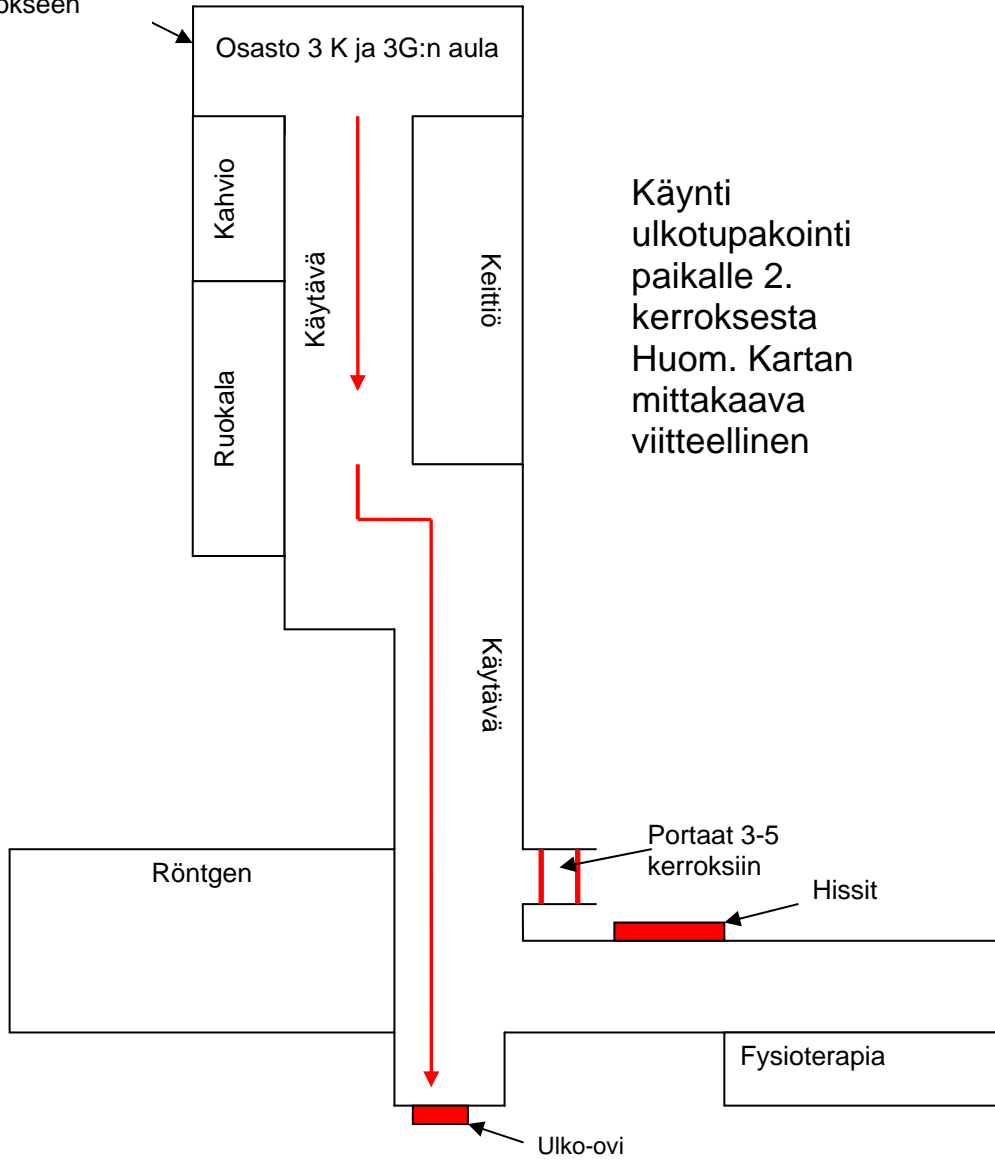 Osasto 3 K ja 3G:n aula
Kahvio
Käytävä
Keittiö
Ruokala
Käynti
ulkotupakointi
paikalle 2.
kerroksesta
Huom. Kartan
mittakaava
viitteellinen
Käytävä
Portaat 3-5
kerroksiin
Röntgen
Hissit
Fysioterapia
Ulko-ovi